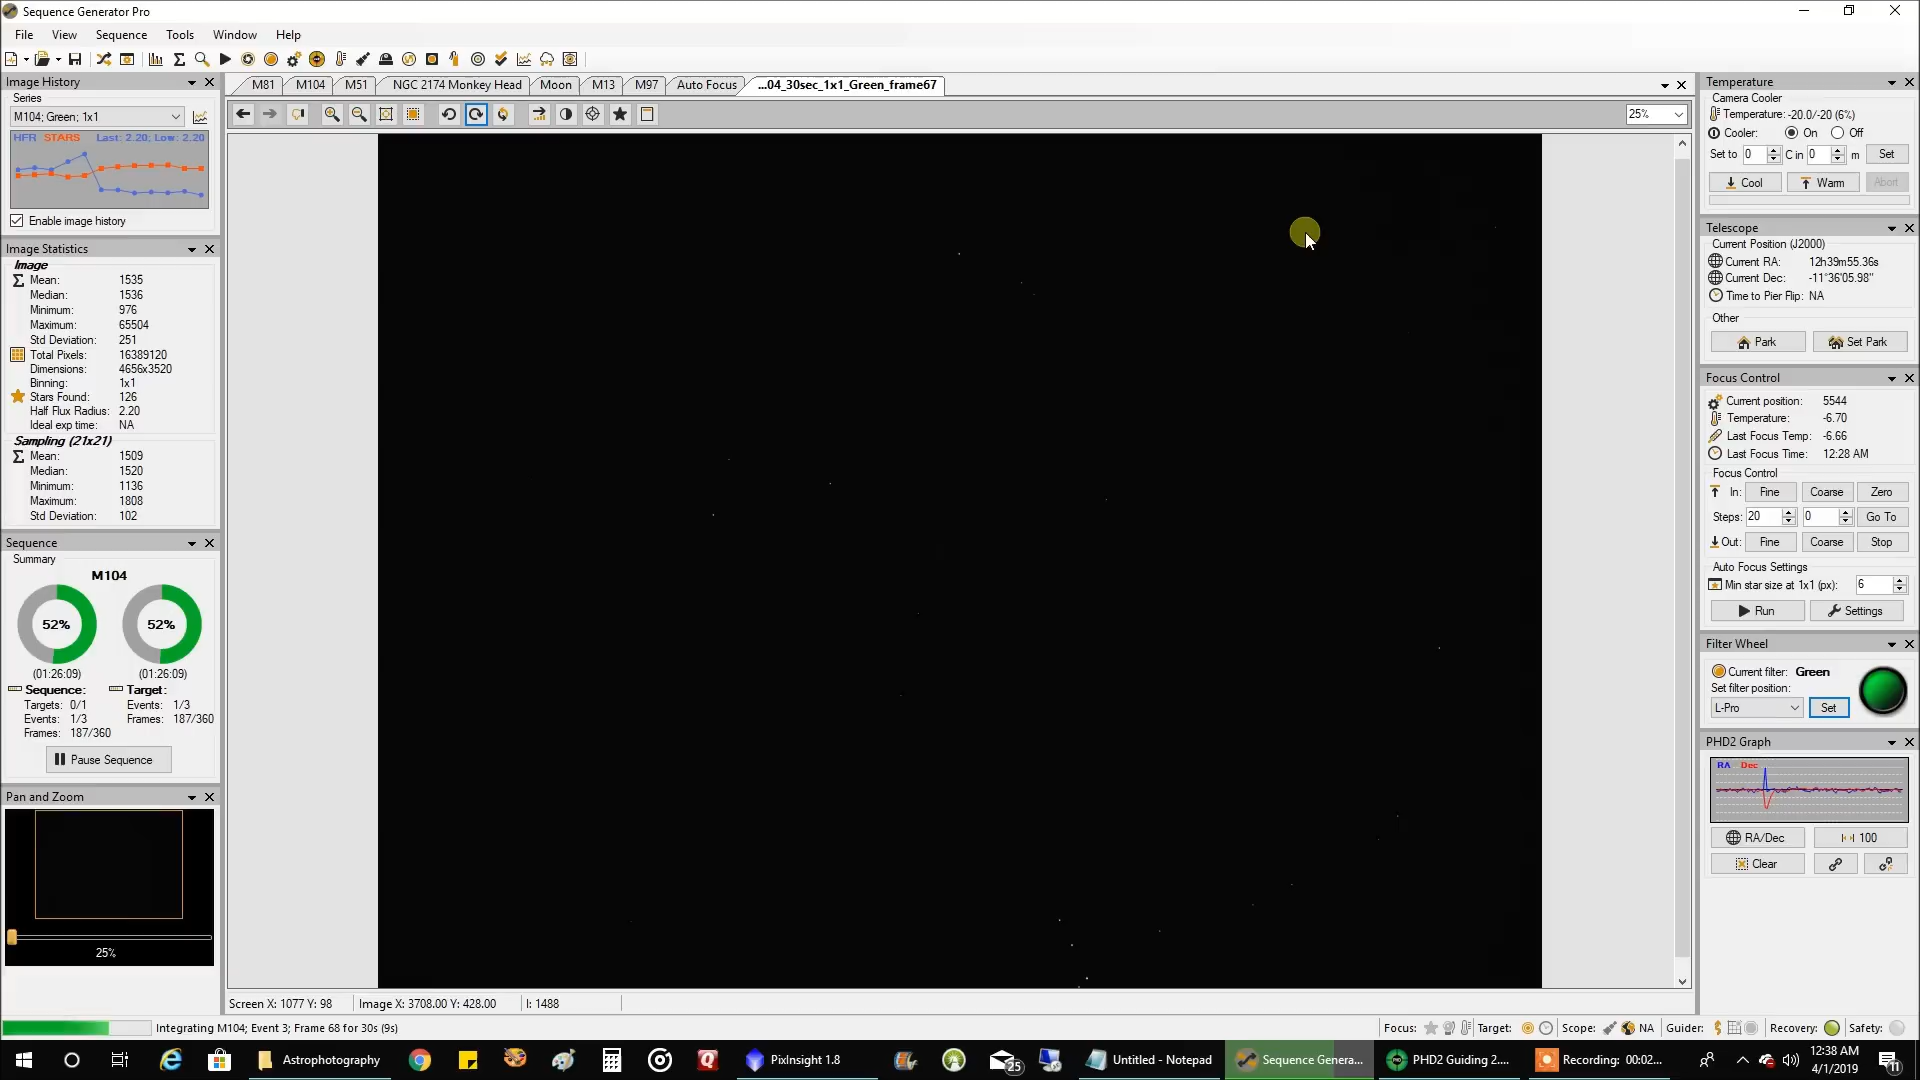 Sequence Generator Pro
File View Sequence Tools Window Help
Image History
Series
M104; Green; 1x1
HFR STARS Last: 2.20; Low: 2.20
Enable image history
Image Statistics
Image
Mean: 1535
Median: 1536
Minimum: 976
Maximum: 65504
Std Deviation: 251
Total Pixels: 16389120
Dimensions: 4656x3520
Binning: 1x1
Stars Found: 126
Half Flux Radius: 2.20
Ideal exp time: NA
Sampling (21x21)
Mean: 1509
Median: 1520
Minimum: 1136
Maximum: 1808
Std Deviation: 102
Sequence
Summary
M104
52% 52%
(01:26:09) (01:26:09)
Sequence: Target:
Targets: 0/1 Events: 1/3
Events: 1/3 Frames: 187/360
Frames: 187/360
Pause Sequence
Pan and Zoom
25%
M81 M104 M51 NGC 2174 Monkey Head Moon M13 M97 Auto Focus ...04_30sec_1x1_Green_frame67
25%
Screen X: 1077 Y: 98 Image X: 3708.00 Y: 428.00 I: 1488
Temperature
Camera Cooler
Temperature: -20.0/-20 (6%)
Cooler: On Off
Set to 0 C in 0 m Set
Cool Warm Abort
Telescope
Current Position (J2000)
Current RA: 12h39m55.36s
Current Dec: -11°36'05.98"
Time to Pier Flip: NA
Other
Park Set Park
Focus Control
Current position: 5544
Temperature: -6.70
Last Focus Temp: -6.66
Last Focus Time: 12:28 AM
Focus Control
In: Fine Coarse Zero
Steps: 20 0 Go To
Out: Fine Coarse Stop
Auto Focus Settings
Min star size at 1x1 (px): 6
Run Settings
Filter Wheel
Current filter: Green
Set filter position:
L-Pro Set
PHD2 Graph
RA Dec
RA/Dec 100
Clear
Integrating M104; Event 3; Frame 68 for 30s (9s)
Focus: Target: Scope: NA Guider: Recovery: Safety:
Astrophotography PixInsight 1.8 25 Untitled - Notepad Sequence Genera... PHD2 Guiding 2.... Recording: 00:02... 12:38 AM
4/1/2019 11